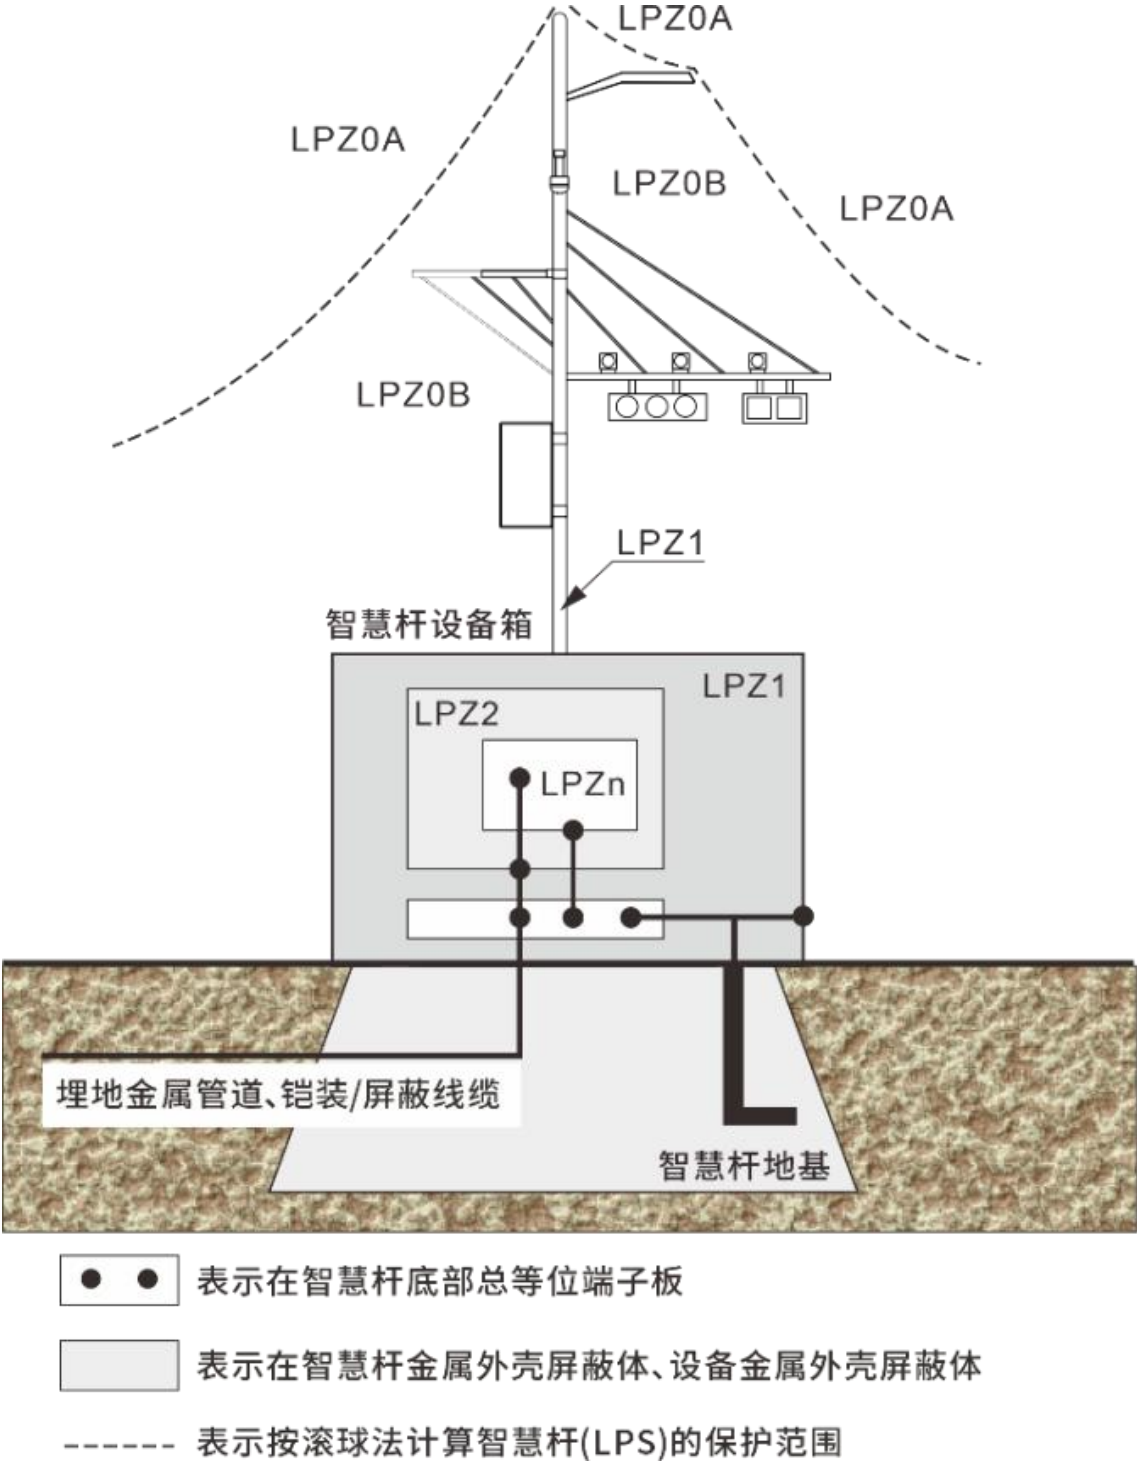 LPZ0A
LPZ0A
LPZ0B
LPZ0A
LPZ0B
LPZ1
智慧杆设备箱
LPZ1
LPZ2
LPZn
埋地金属管道、铠装/屏蔽线缆
智慧杆地基
表示在智慧杆底部总等位端子板
表示在智慧杆金属外壳屏蔽体、设备金属外壳屏蔽体
表示按滚球法计算智慧杆(LPS)的保护范围